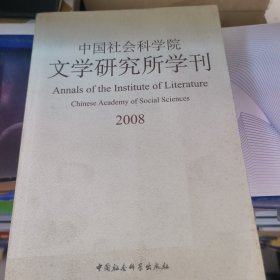 中国社会科学院
文学研究所学刊
Annals of the Institute of Literature
Chinese Academy of Social Sciences
2008
中国社会科学出版社